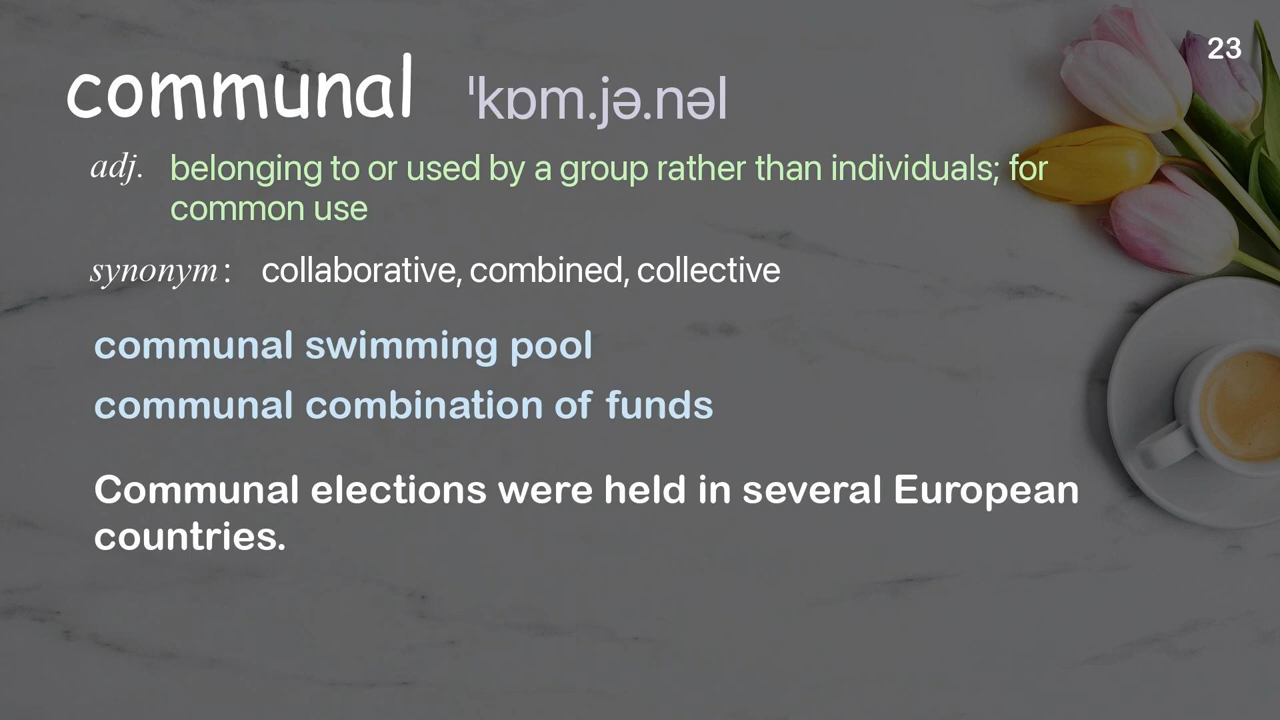 23
communal ˈkɒm.jə.nəl
adj. belonging to or used by a group rather than individuals; for
common use
synonym: collaborative, combined, collective
communal swimming pool
communal combination of funds
Communal elections were held in several European
countries.